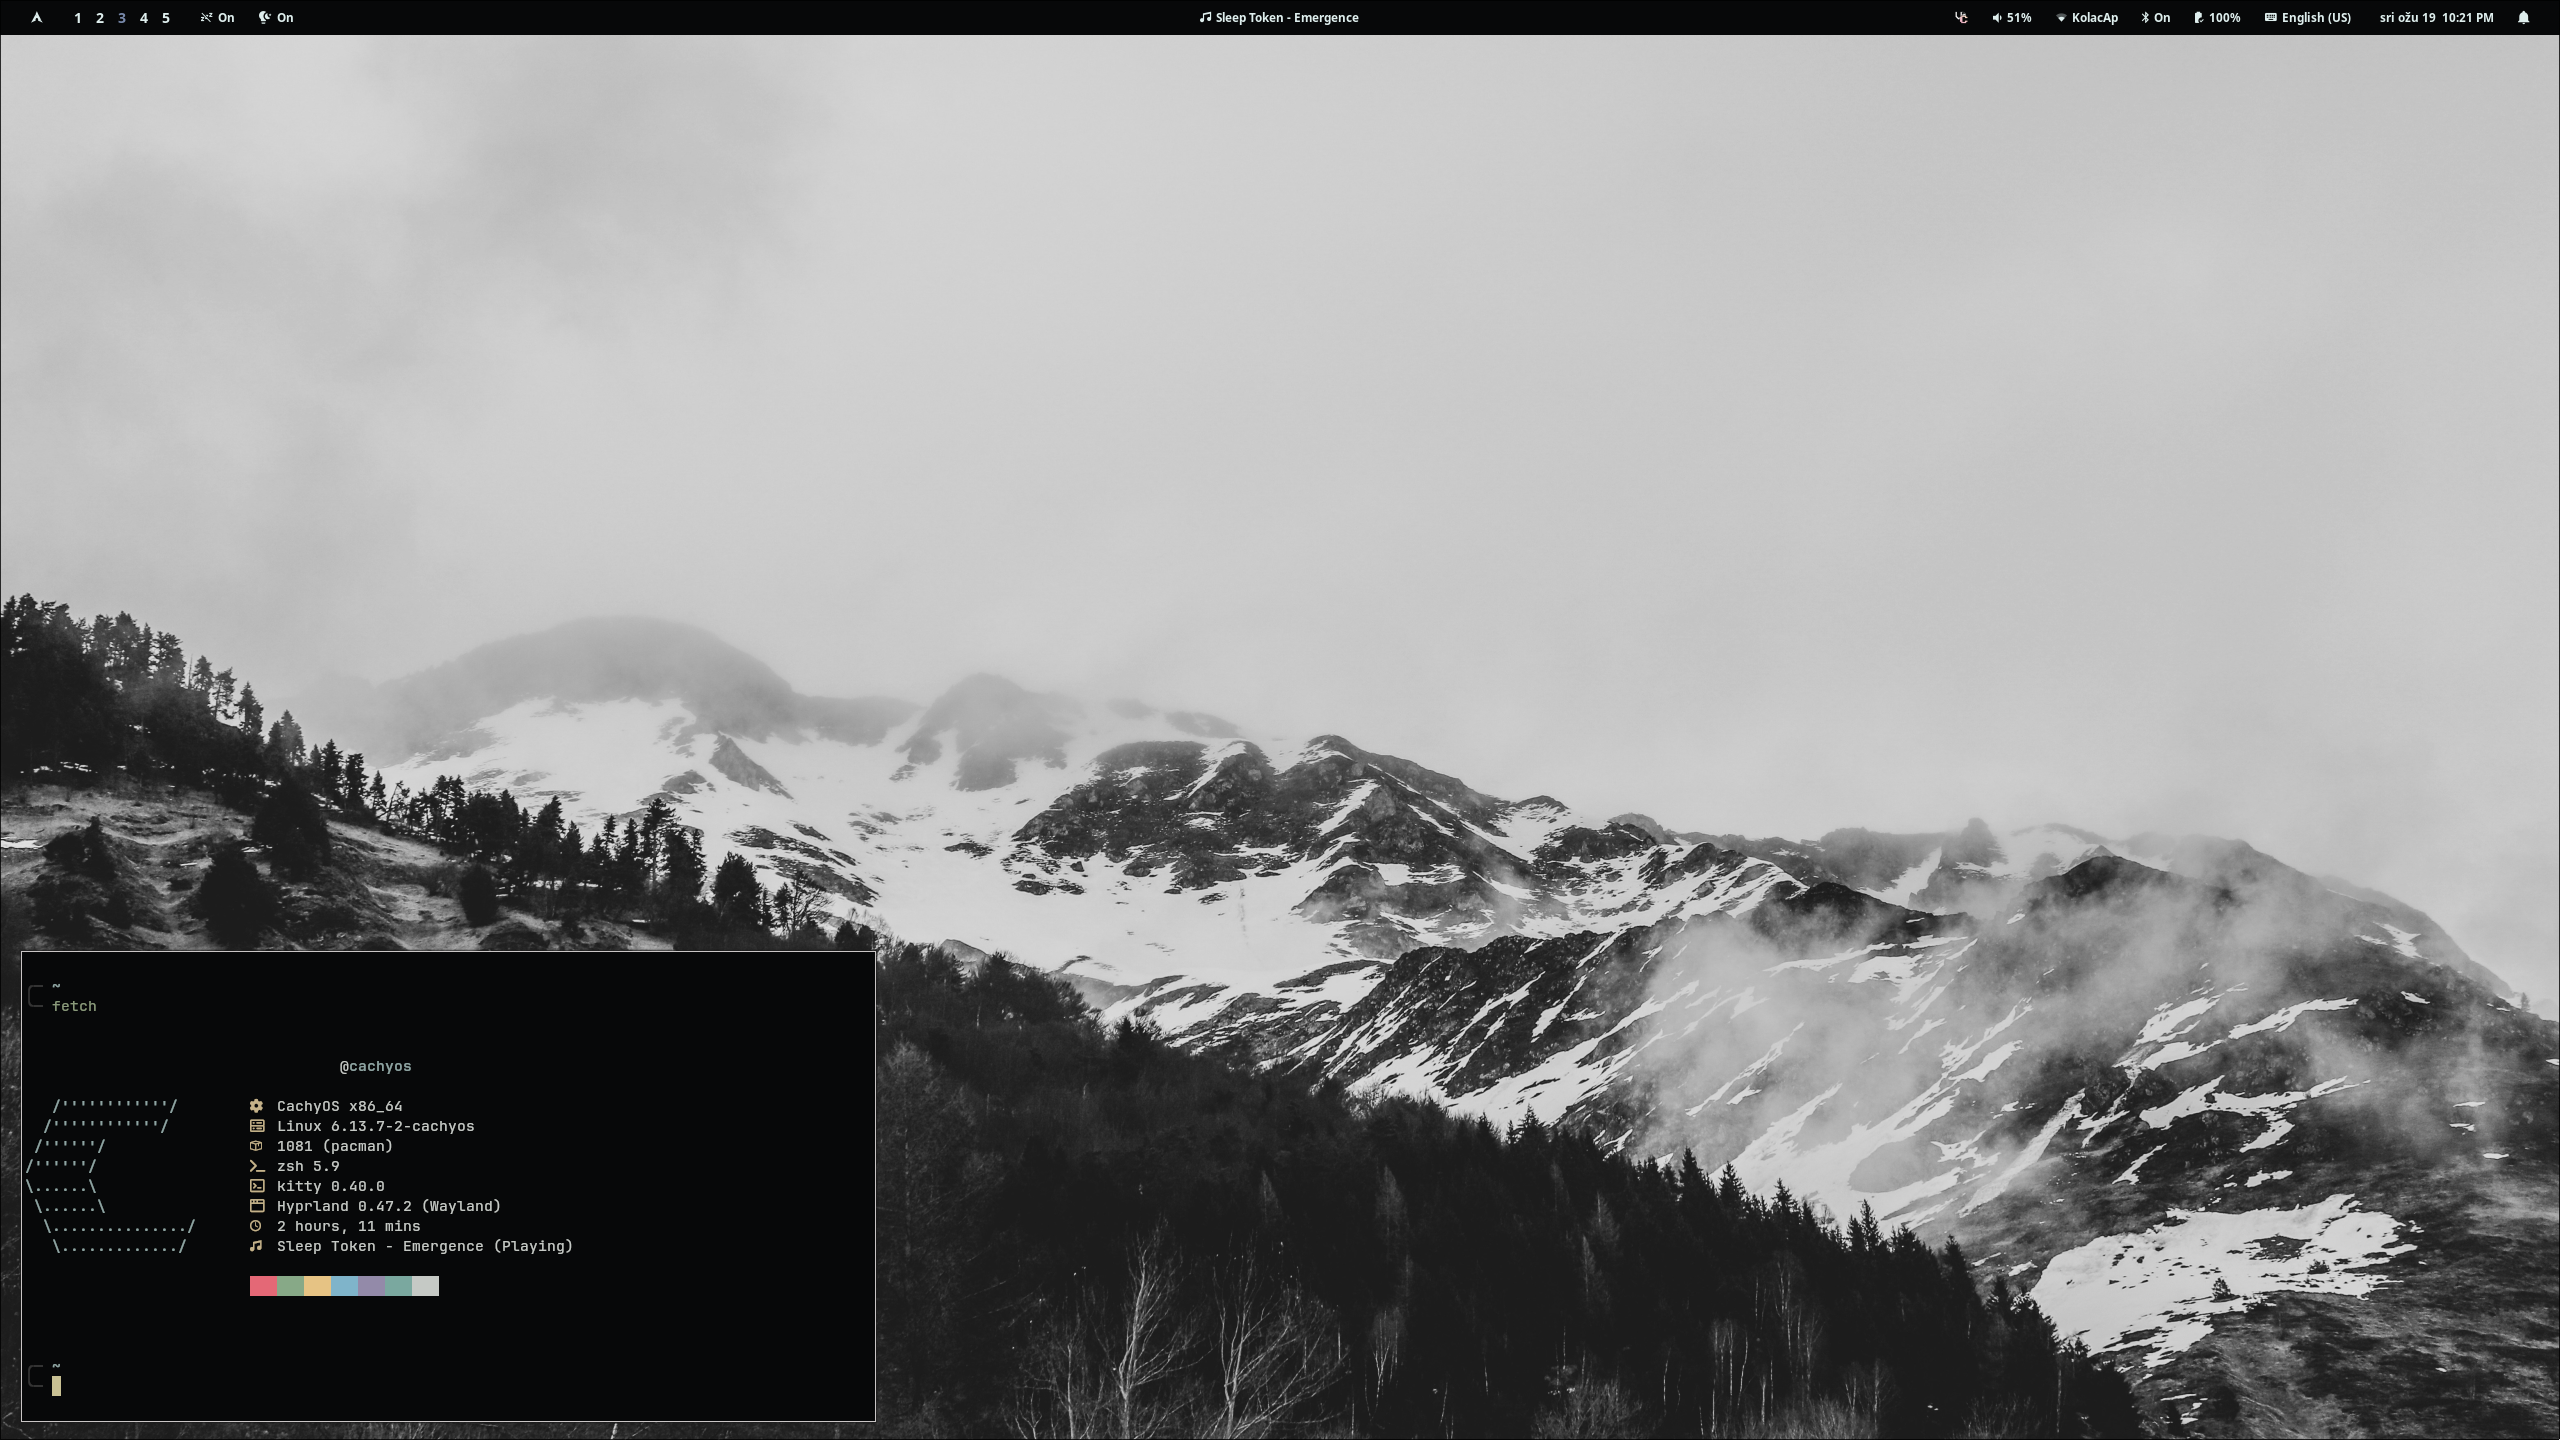 1 2 3 4 5 On On Sleep Token - Emergence 51% KolacAp On 100% English (US) sri ožu 19 10:21 PM
~
fetch
@cachyos
/''''''''''''/ CachyOS x86_64
/''''''''''''/ Linux 6.13.7-2-cachyos
/''''''/ 1081 (pacman)
/''''''/ zsh 5.9
\......\ kitty 0.40.0
\......\ Hyprland 0.47.2 (Wayland)
\.............../ 2 hours, 11 mins
\............./ Sleep Token - Emergence (Playing)
~